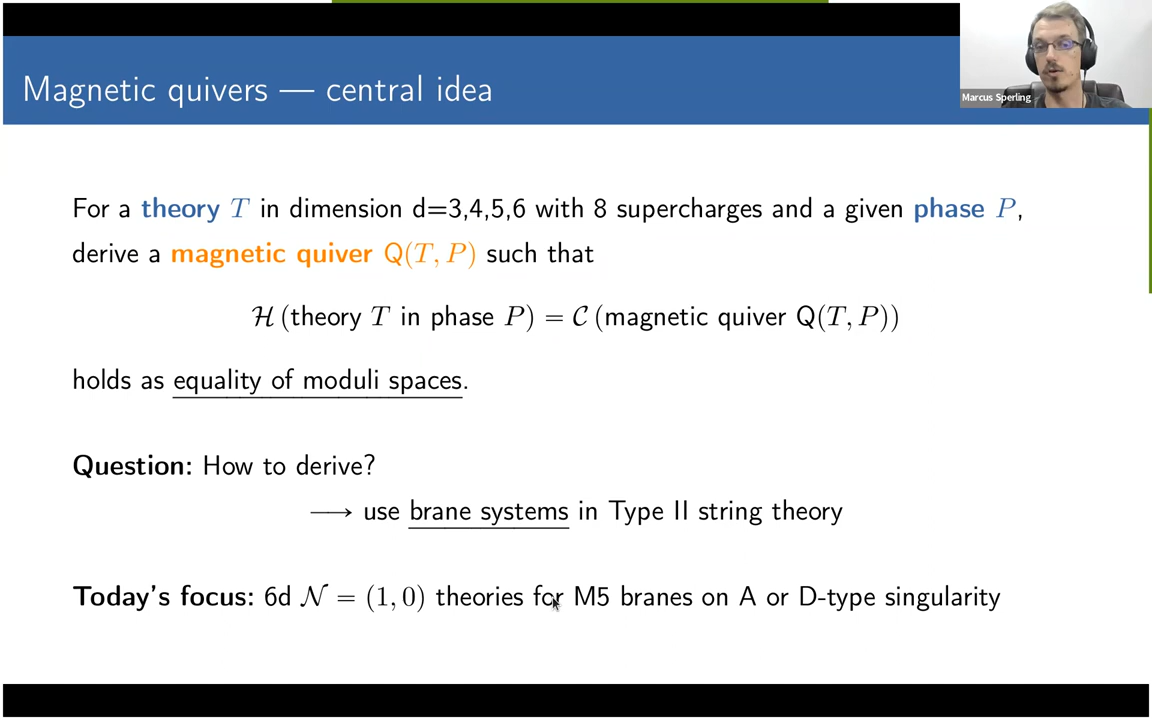 Magnetic quivers — central idea
Marcus Sperling
For a theory T in dimension d=3,4,5,6 with 8 supercharges and a given phase P,
derive a magnetic quiver Q(T, P) such that
ℋ (theory T in phase P) = 𝒞 (magnetic quiver Q(T, P))
holds as equality of moduli spaces.
Question: How to derive?
⟶ use brane systems in Type II string theory
Today's focus: 6d 𝒩 = (1, 0) theories for M5 branes on A or D-type singularity